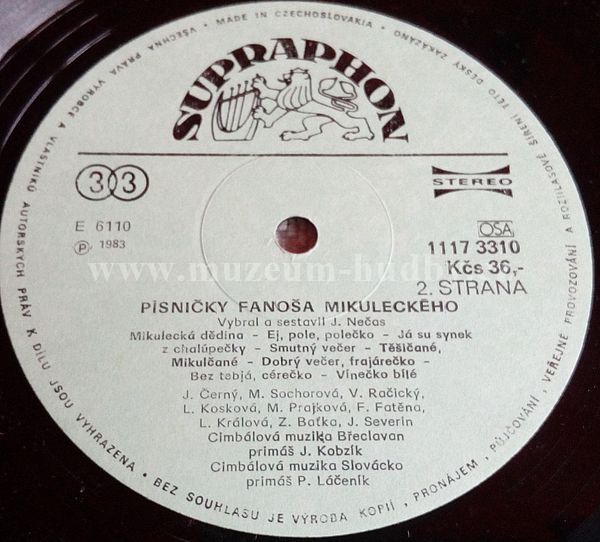 VŠECHNA PRÁVA VÝROBCE A VLASTNÍKŮ AUTORSKÝCH PRÁV K DÍLU JSOU VYHRAZENA • BEZ SOUHLASU JE VÝROBA KOPIÍ, PRONÁJEM, PŮJČOVÁNÍ, VEŘEJNÉ PROVOZOVÁNÍ A ROZHLASOVÉ ŠÍŘENÍ TÉTO DESKY ZAKÁZÁNO • MADE IN CZECHOSLOVAKIA •
SUPRAPHON
33
STEREO
E 6110
OSA
℗ 1983
1117 3310
www.muzeum-hudby
Kčs 36,-
2. STRANA
PÍSNIČKY FANOŠA MIKULECKÉHO
Vybral a sestavil J. Nečas
Mikulecká dědina – Ej, pole, polečko – Já su synek
z chalúpečky – Smutný večer – Těšičané,
Mikulčané – Dobrý večer, frajárečko –
Bez tebja, cérečko – Vínečko bílé
J. Černý, M. Sochorová, V. Račický,
L. Kosková, M. Prajková, F. Fatěna,
L. Králová, Z. Baťka, J. Severin
Cimbálová muzika Břeclavan
primáš J. Kobzík
Cimbálová muzika Slovácko
primáš P. Láčeník